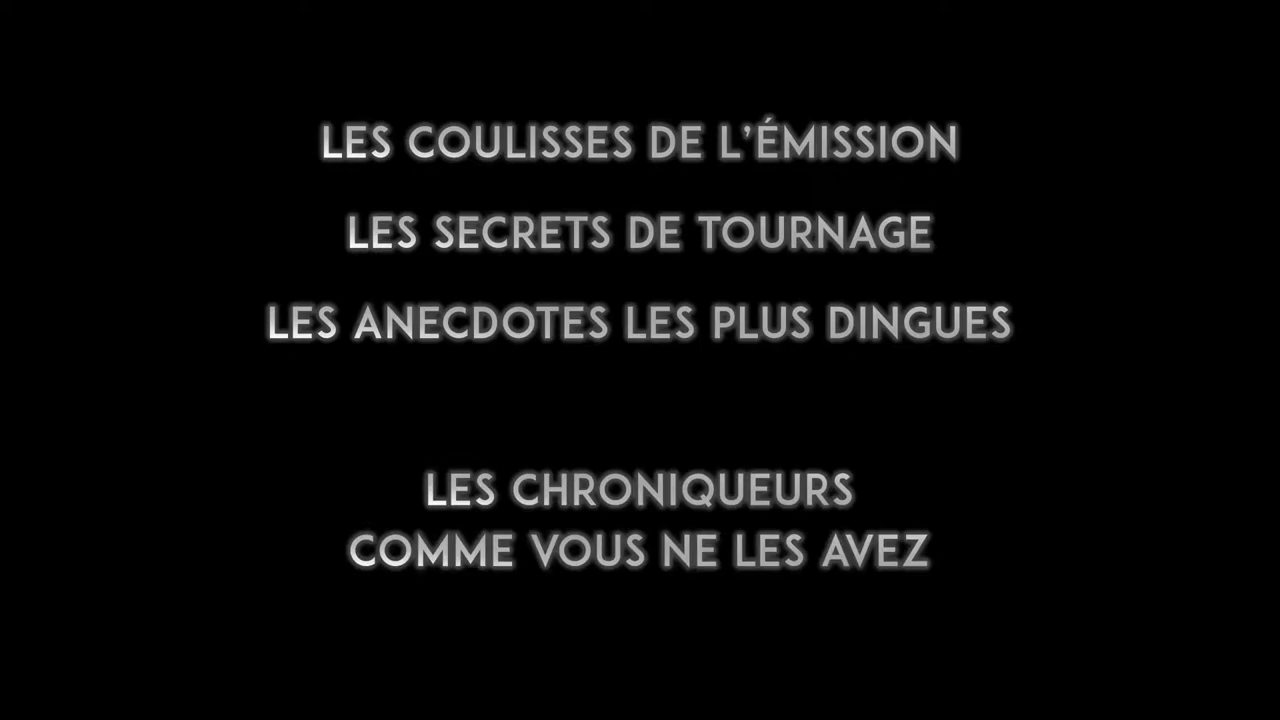 LES COULISSES DE L'ÉMISSION
LES SECRETS DE TOURNAGE
LES ANECDOTES LES PLUS DINGUES
LES CHRONIQUEURS
COMME VOUS NE LES AVEZ